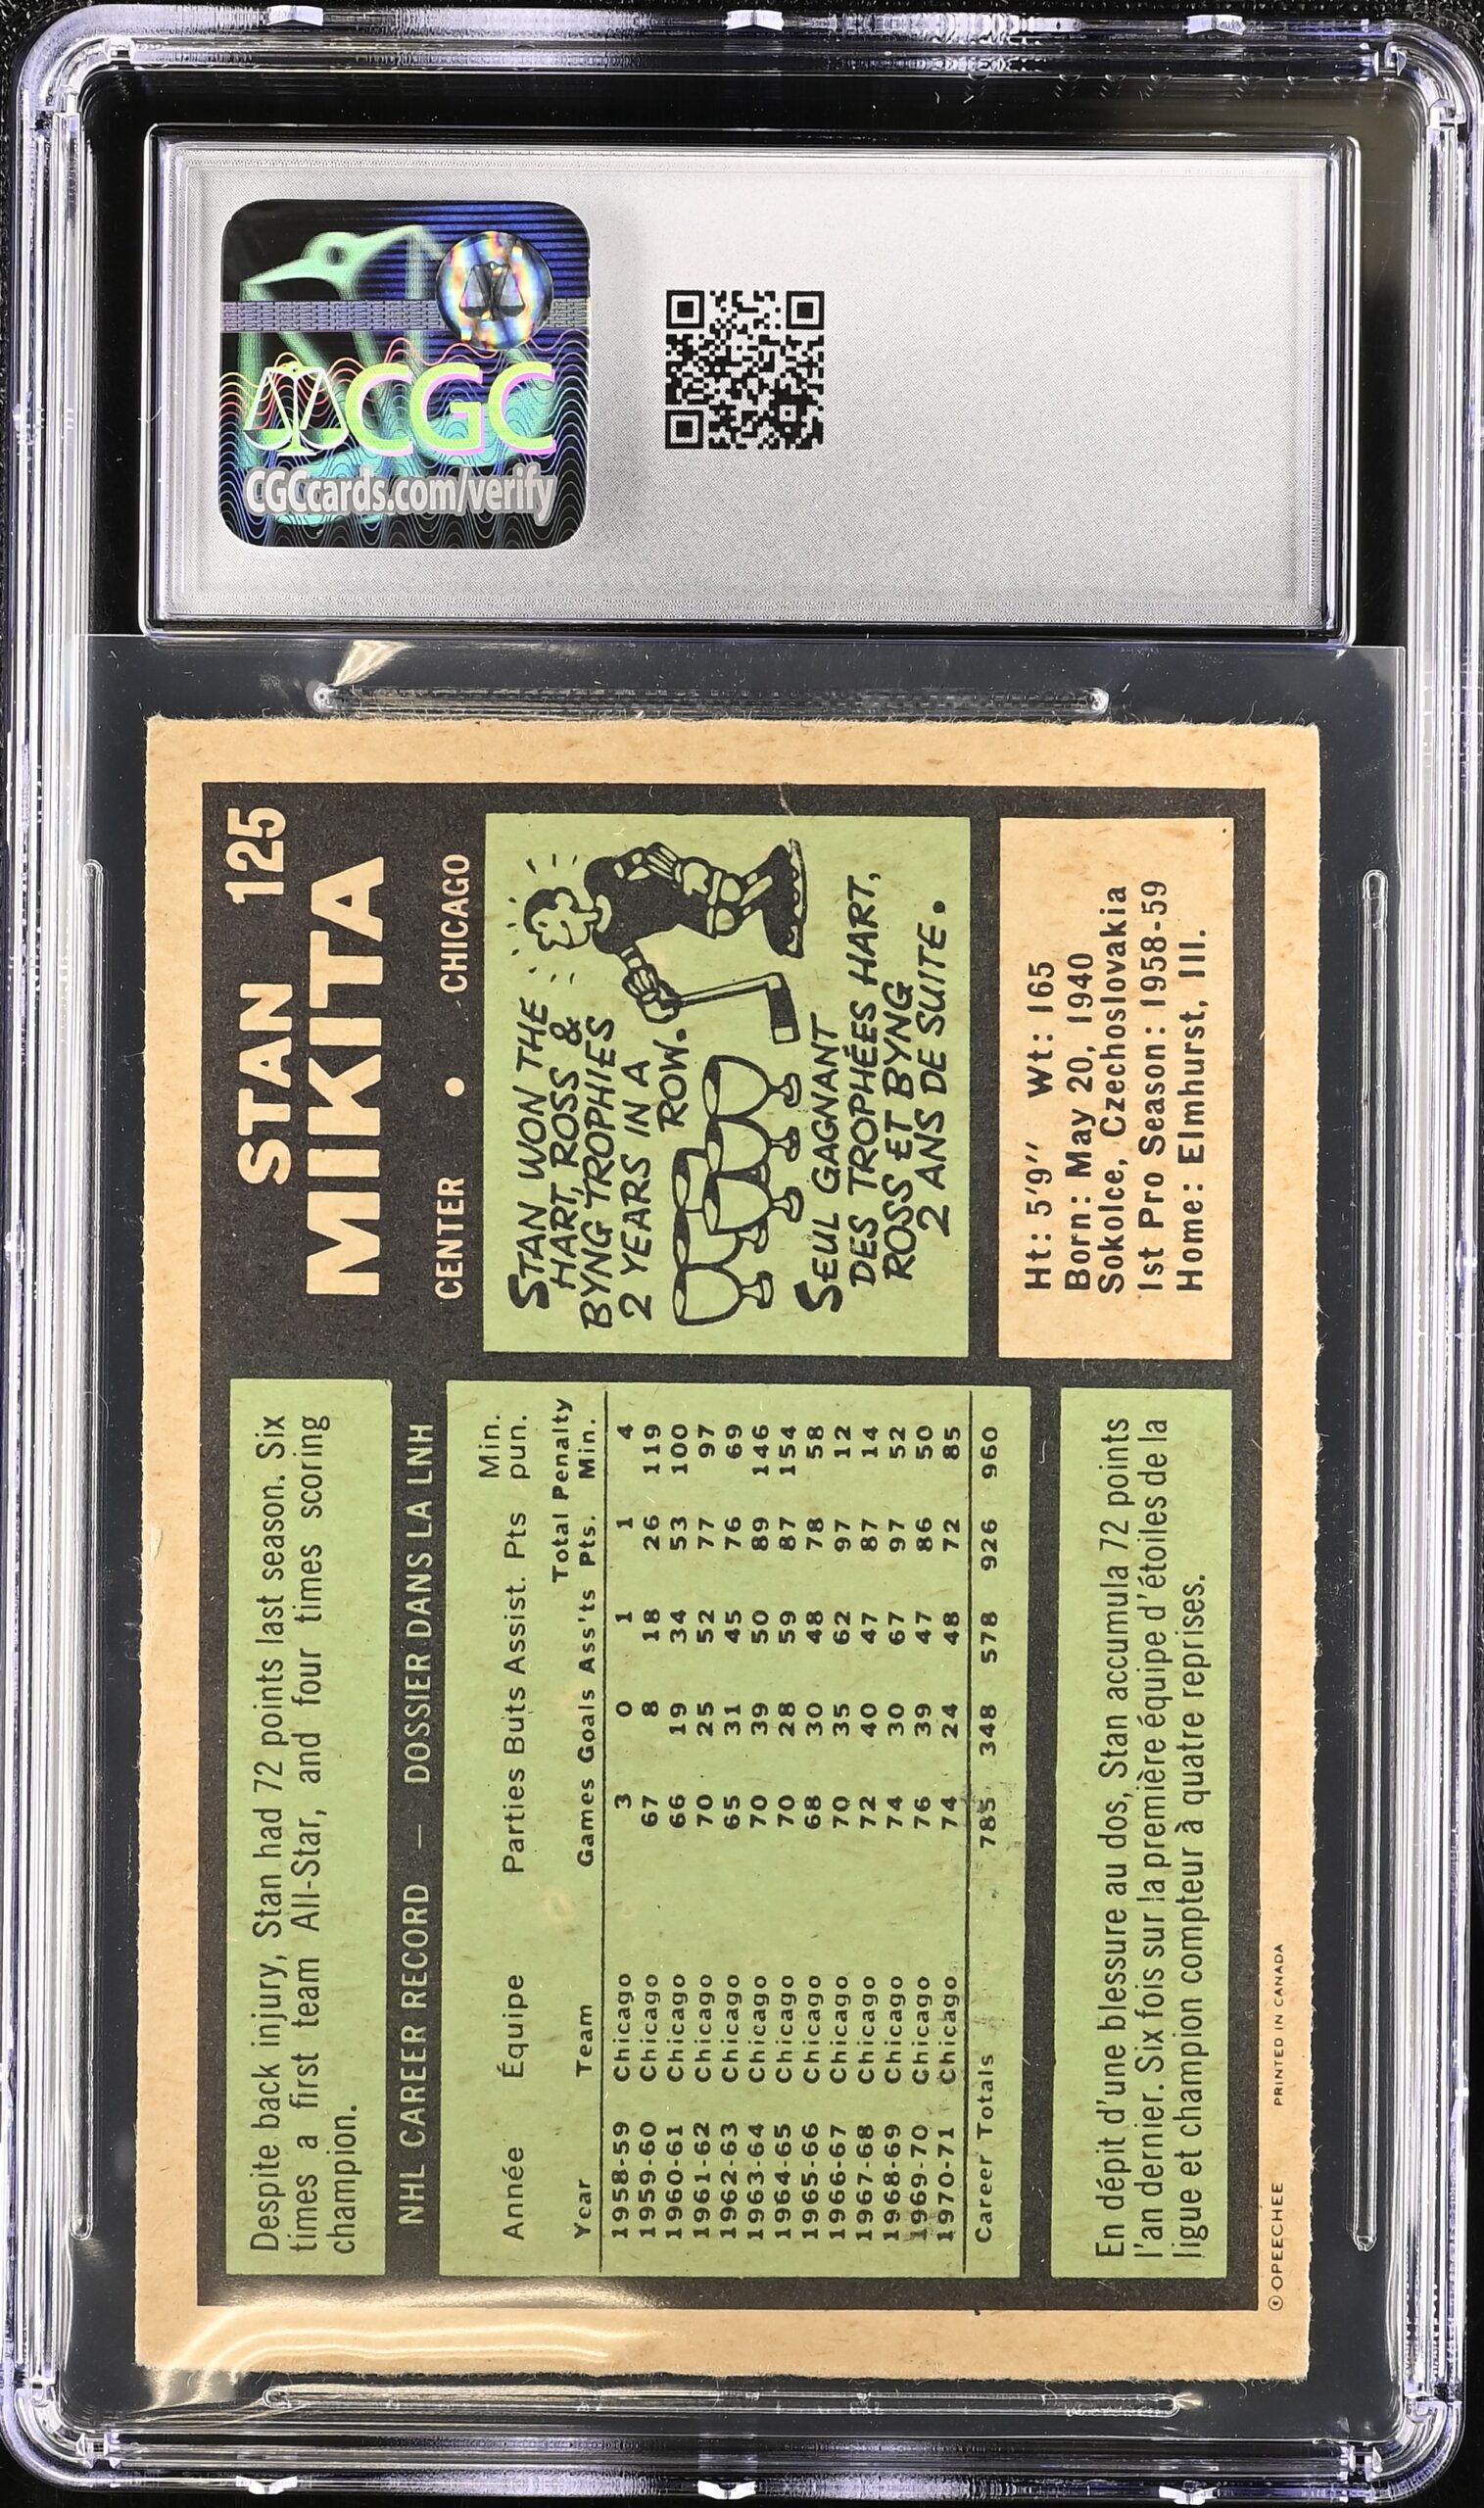 CGC
CGCcards.com/verify
STAN 125
MIKITA
CENTER • CHICAGO
STAN WON THE
HART, ROSS &
BYNG TROPHIES
2 YEARS IN A
ROW.
SEUL GAGNANT
DES TROPHÉES HART,
ROSS ET BYNG
2 ANS DE SUITE.
Ht: 5'9" Wt: 165
Born: May 20, 1940
Sokolce, Czechoslovakia
1st Pro Season: 1958-59
Home: Elmhurst, Ill.
Despite back injury, Stan had 72 points last season. Six
times a first team All-Star, and four times scoring
champion.
NHL CAREER RECORD — DOSSIER DANS LA LNH
Année Équipe Parties Buts Assist. Pts Min. pun.
Year Team Games Goals Ass'ts Total Pts. Penalty Min.
1958-59 Chicago 3 0 1 1 4
1959-60 Chicago 67 8 18 26 119
1960-61 Chicago 66 19 34 53 100
1961-62 Chicago 70 25 52 77 97
1962-63 Chicago 65 31 45 76 69
1963-64 Chicago 70 39 50 89 146
1964-65 Chicago 70 28 59 87 154
1965-66 Chicago 68 30 48 78 58
1966-67 Chicago 70 35 62 97 12
1967-68 Chicago 72 40 47 87 14
1968-69 Chicago 74 30 67 97 52
1969-70 Chicago 76 39 47 86 50
1970-71 Chicago 74 24 48 72 85
Career Totals 785 348 578 926 960
En dépit d'une blessure au dos, Stan accumula 72 points
l'an dernier. Six fois sur la première équipe d'étoiles de la
ligue et champion compteur à quatre reprises.
© OPEECHEE PRINTED IN CANADA